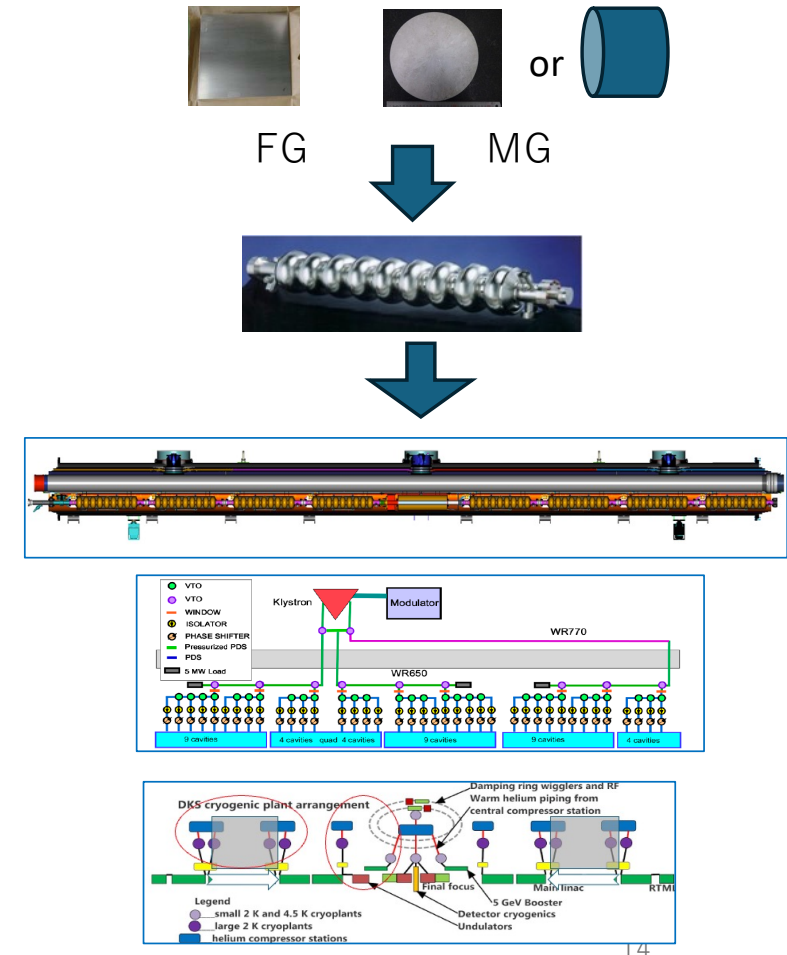 or
FG
MG
VTO
VTO
WINDOW
ISOLATOR
PHASE SHIFTER
Pressurized PDS
PDS
5 MW Load
Klystron
Modulator
WR770
WR650
9 cavities
4 cavities quad 4 cavities
9 cavities
9 cavities
4 cavities
DKS cryogenic plant arrangement
Damping ring wigglers and RF
Warm helium piping from
central compressor station
Final focus
Main linac
RTML
5 GeV Booster
Detector cryogenics
Undulators
Legend
small 2 K and 4.5 K cryoplants
large 2 K cryoplants
helium compressor stations
14